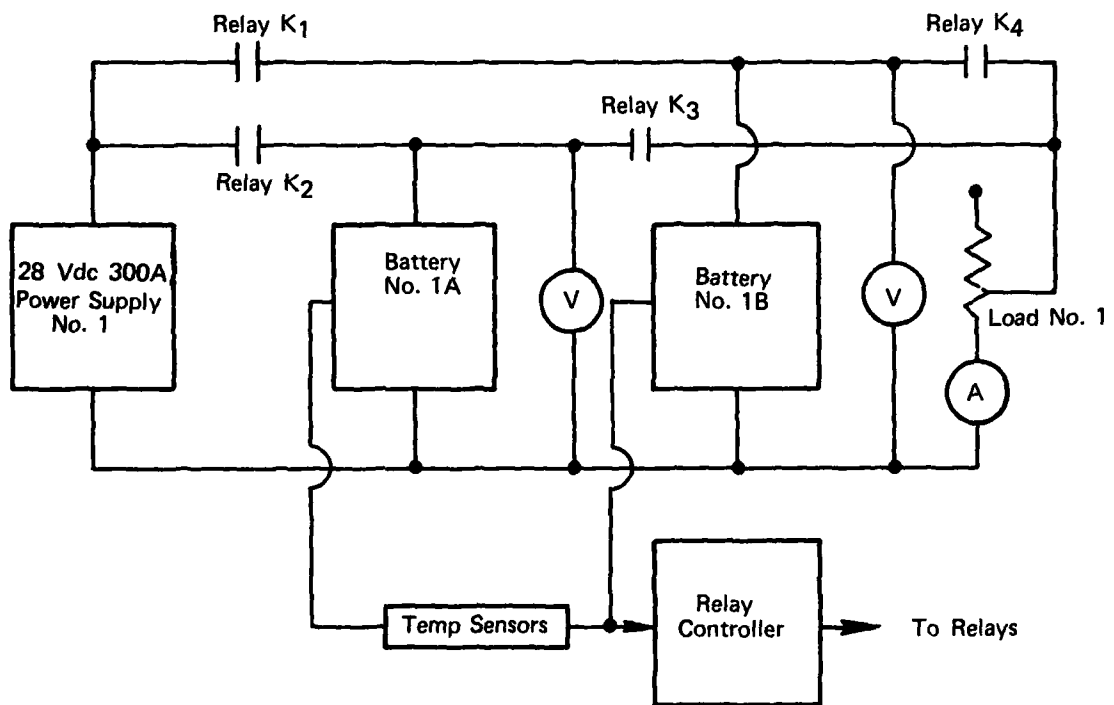 Relay K1
Relay K4
Relay K3
Relay K2
28 Vdc 300A
Power Supply
No. 1
Battery
No. 1A
V
Battery
No. 1B
V
Load No. 1
A
Temp Sensors
Relay
Controller
To Relays